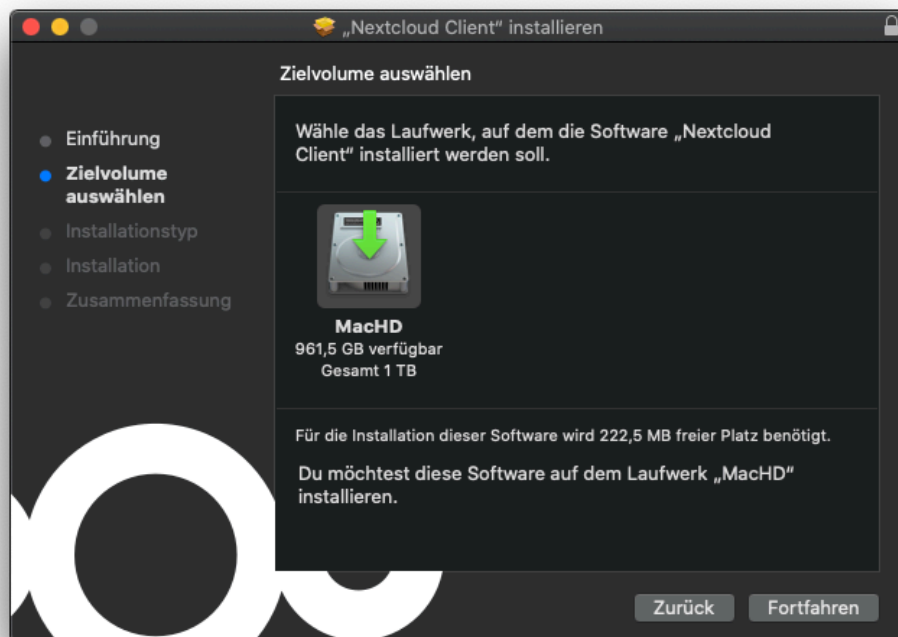 „Nextcloud Client“ installieren
Zielvolume auswählen
Einführung
Zielvolume
auswählen
Installationstyp
Installation
Zusammenfassung
Wähle das Laufwerk, auf dem die Software „Nextcloud
Client“ installiert werden soll.
MacHD
961,5 GB verfügbar
Gesamt 1 TB
Für die Installation dieser Software wird 222,5 MB freier Platz benötigt.
Du möchtest diese Software auf dem Laufwerk „MacHD“
installieren.
Zurück
Fortfahren